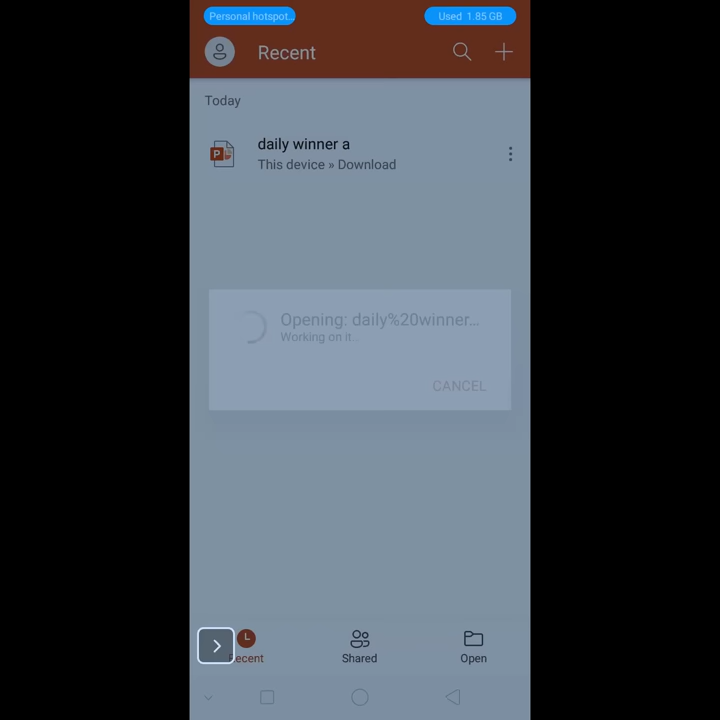 Personal hotspot...
Used 1.85 GB
Recent
Today
daily winner a
This device » Download
Opening: daily%20winner...
Working on it...
CANCEL
Recent
Shared
Open